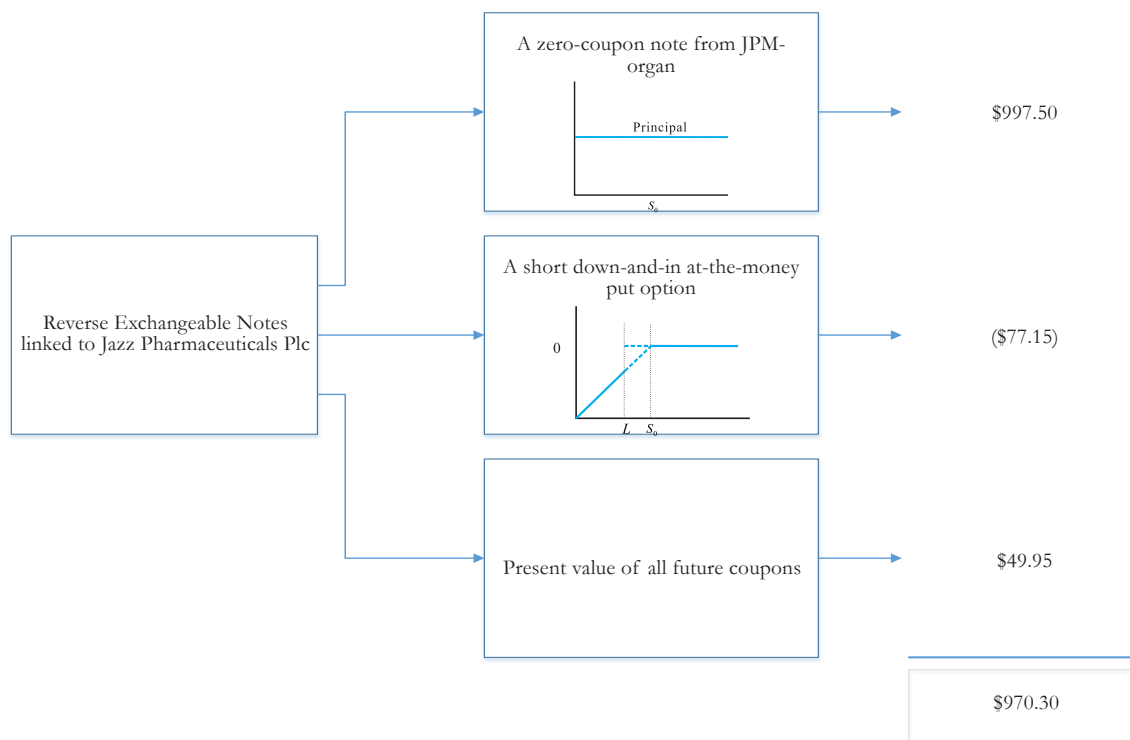 A zero-coupon note from JPM-
organ
Principal
S₀
$997.50
Reverse Exchangeable Notes
linked to Jazz Pharmaceuticals Plc
A short down-and-in at-the-money
put option
0
L
S₀
($77.15)
Present value of all future coupons
$49.95
$970.30